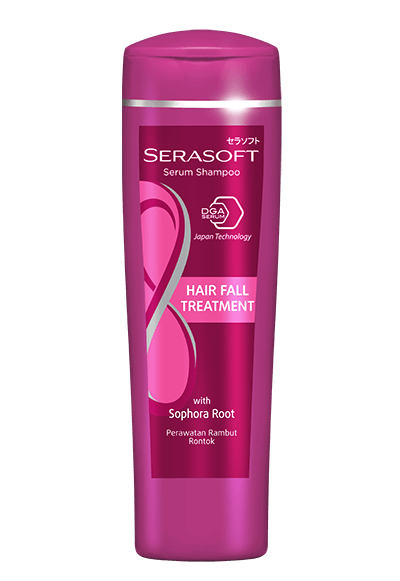 セラソフト
SERASOFT
Serum Shampoo
DGA
SERUM
Japan Technology
HAIR FALL
TREATMENT
with
Sophora Root
Perawatan Rambut
Rontok